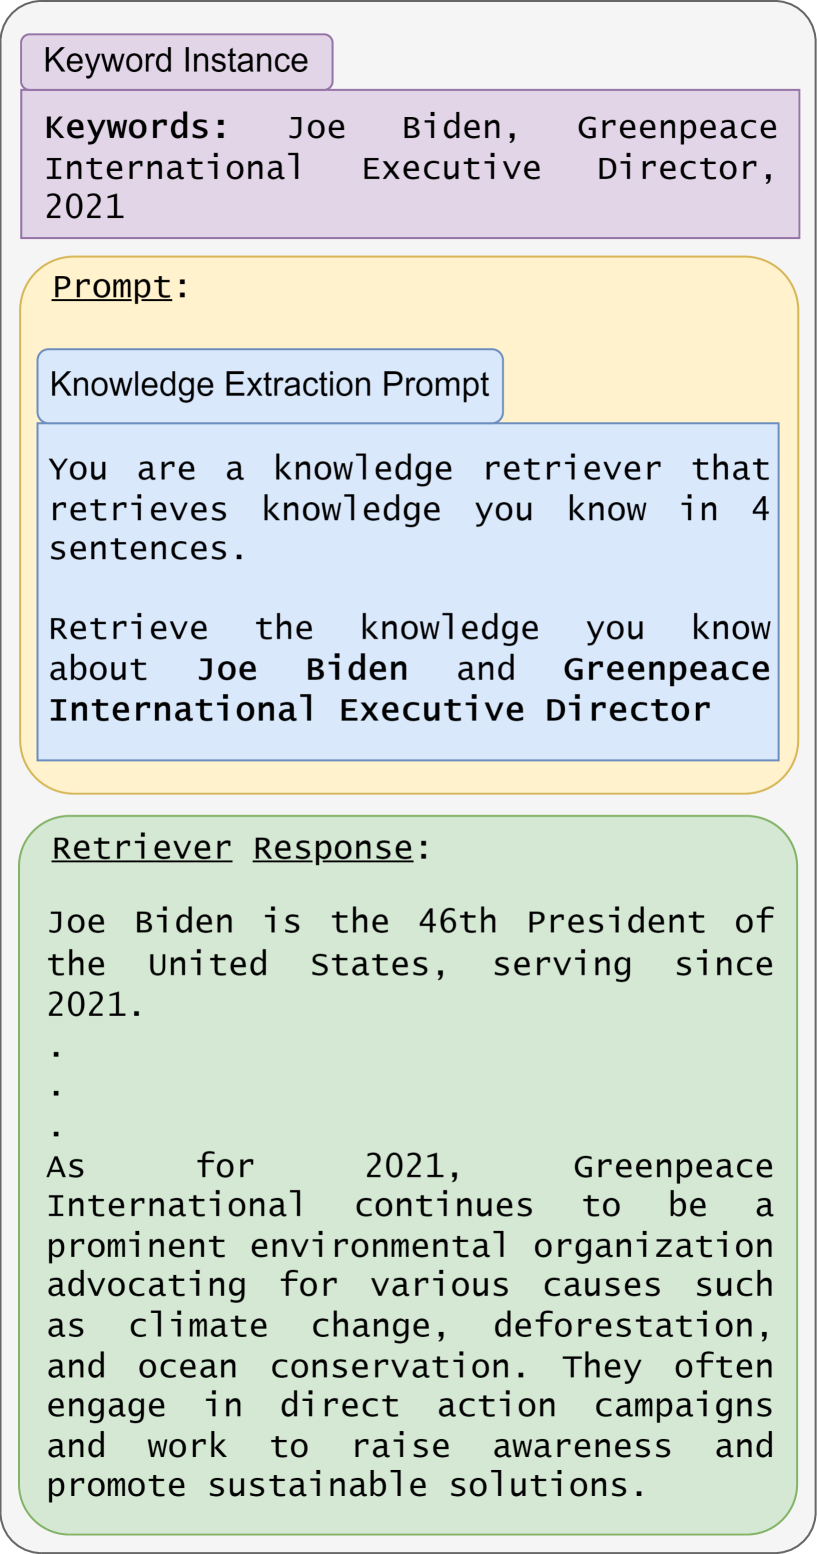 Keyword Instance
Keywords: Joe Biden, Greenpeace
International Executive Director,
2021
Prompt:
Knowledge Extraction Prompt
You are a knowledge retriever that
retrieves knowledge you know in 4
sentences.
Retrieve the knowledge you know
about Joe Biden and Greenpeace
International Executive Director
Retriever Response:
Joe Biden is the 46th President of
the United States, serving since
2021.
.
.
.
As for 2021, Greenpeace
International continues to be a
prominent environmental organization
advocating for various causes such
as climate change, deforestation,
and ocean conservation. They often
engage in direct action campaigns
and work to raise awareness and
promote sustainable solutions.